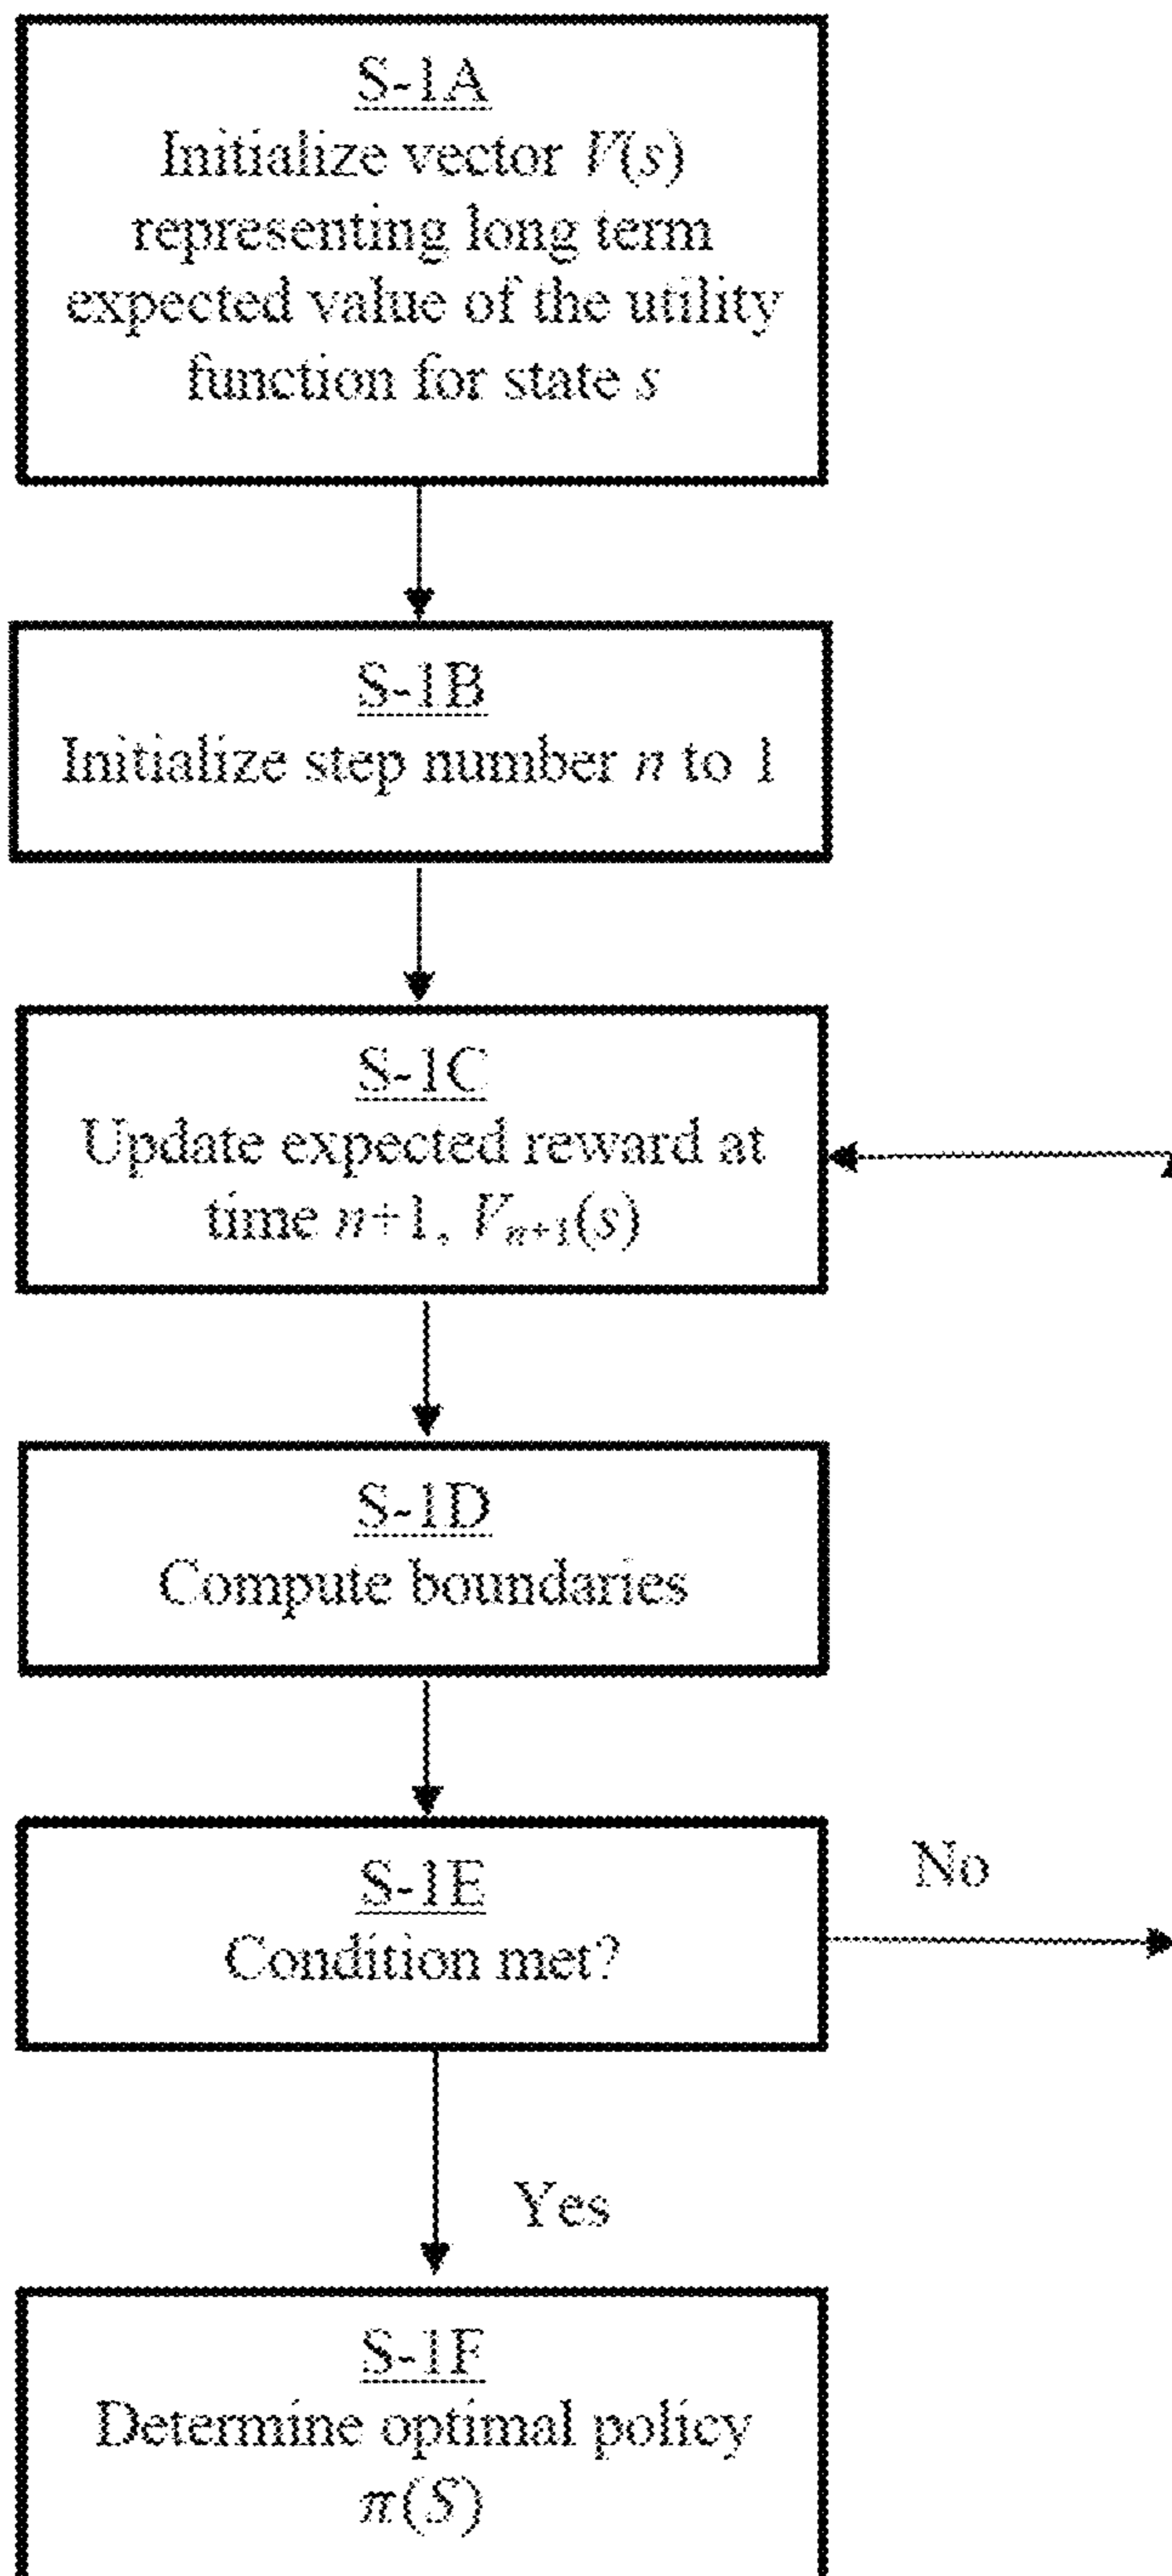 S-1A
Initialize vector V(s)
representing long term
expected value of the utility
function for state s
S-1B
Initialize step number n to 1
S-1C
Update expected reward at
time n+1, Vₙ₊₁(s)
S-1D
Compute boundaries
S-1E
Condition met?
No
Yes
S-1F
Determine optimal policy
π(S)